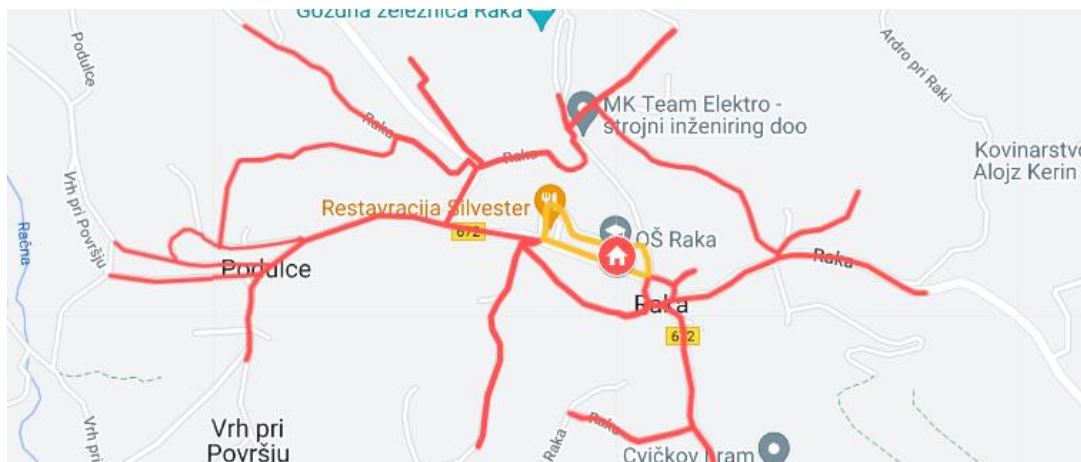 Gozdna železnica Raka
Podulce
Ardro pri Raki
MK Team Elektro -
strojni inženiring doo
Raka
Raka
Kovinarstvo
Alojz Kerin
Vrh pri Površju
Restavracija Silvester
672
OŠ Raka
Račna
Podulce
Raka
Raka
672
Vrh pri
Površju
Vrh pri
Raka
Raka
Cvičkov hram